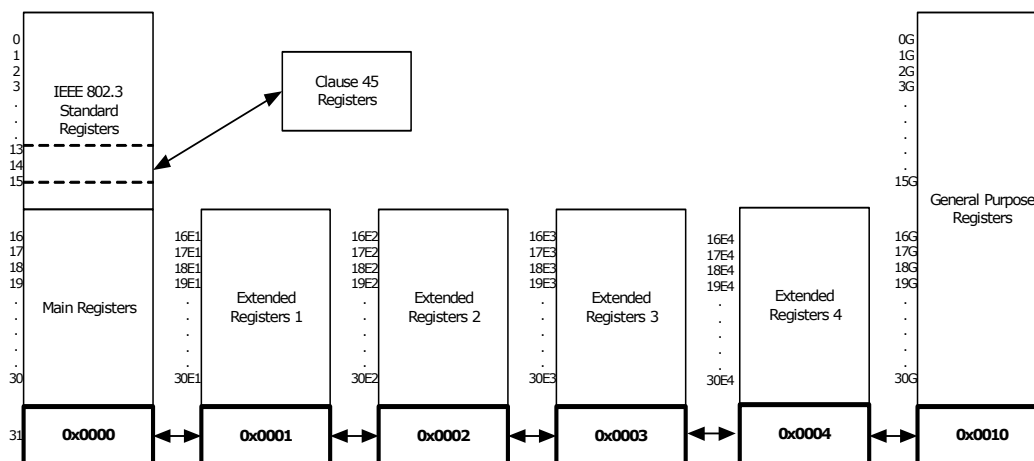 0
1
2
3
.
.
.
13
14
15
IEEE 802.3
Standard
Registers
Clause 45
Registers
16
17
18
19
.
.
.
.
30
Main Registers
16E1
17E1
18E1
19E1
.
.
.
.
30E1
Extended
Registers 1
16E2
17E2
18E2
19E2
.
.
.
.
30E2
Extended
Registers 2
16E3
17E3
18E3
19E3
.
.
.
.
30E3
Extended
Registers 3
16E4
17E4
18E4
19E4
.
.
.
.
30E4
Extended
Registers 4
0G
1G
2G
3G
.
.
.
.
15G
16G
17G
18G
19G
.
.
.
.
30G
General Purpose
Registers
31
0x0000
0x0001
0x0002
0x0003
0x0004
0x0010